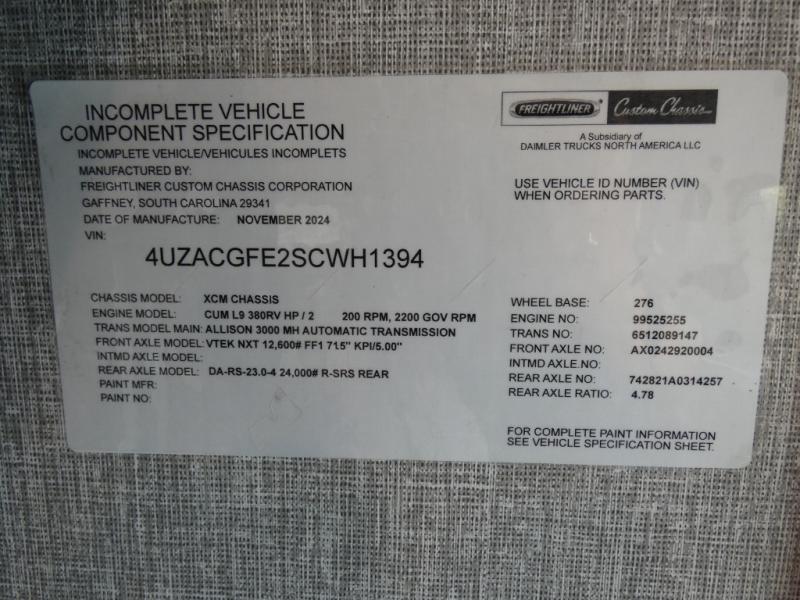 INCOMPLETE VEHICLE
COMPONENT SPECIFICATION
INCOMPLETE VEHICLE/VEHICULES INCOMPLETS
MANUFACTURED BY:
FREIGHTLINER CUSTOM CHASSIS CORPORATION
GAFFNEY, SOUTH CAROLINA 29341
DATE OF MANUFACTURE: NOVEMBER 2024
VIN:
4UZACGFE2SCWH1394
FREIGHTLINER Custom Chassis
A Subsidiary of
DAIMLER TRUCKS NORTH AMERICA LLC
USE VEHICLE ID NUMBER (VIN)
WHEN ORDERING PARTS.
CHASSIS MODEL: XCM CHASSIS
ENGINE MODEL: CUM L9 380RV HP / 2 200 RPM, 2200 GOV RPM
TRANS MODEL MAIN: ALLISON 3000 MH AUTOMATIC TRANSMISSION
FRONT AXLE MODEL: VTEK NXT 12,600# FF1 71.5" KPI/5.00"
INTMD AXLE MODEL:
REAR AXLE MODEL: DA-RS-23.0-4 24,000# R-SRS REAR
PAINT MFR:
PAINT NO:
WHEEL BASE: 276
ENGINE NO: 99525255
TRANS NO: 6512089147
FRONT AXLE NO: AX0242920004
INTMD AXLE.NO:
REAR AXLE NO: 742821A0314257
REAR AXLE RATIO: 4.78
FOR COMPLETE PAINT INFORMATION
SEE VEHICLE SPECIFICATION SHEET.